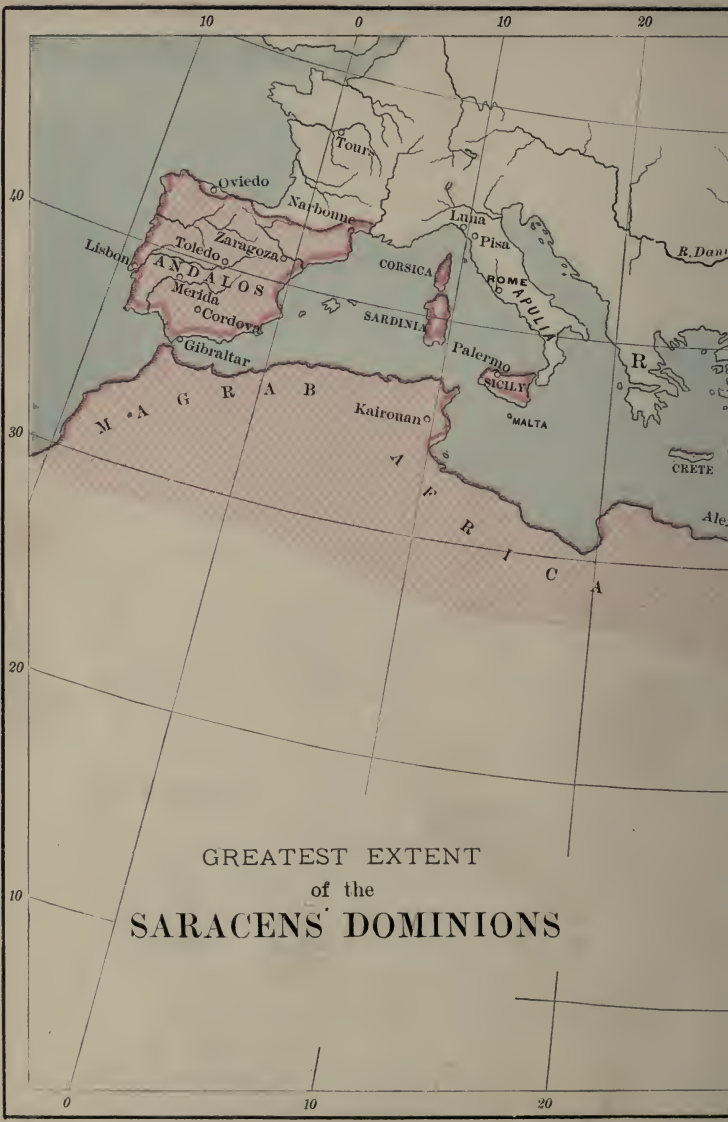 10 0 10 20
40
30
20
10
Tours
Oviedo
Narbonne
Luna
Pisa
Zaragoza
Toledo
Lisbon
ANDALOS
Merida
Cordova
Gibraltar
CORSICA
ROME
APULIA
SARDINIA
Palermo
SICILY
MALTA
R
CRETE
MAGRAB
Kairouan
AFRICA
GREATEST EXTENT
of the
SARACENS' DOMINIONS
0 10 20